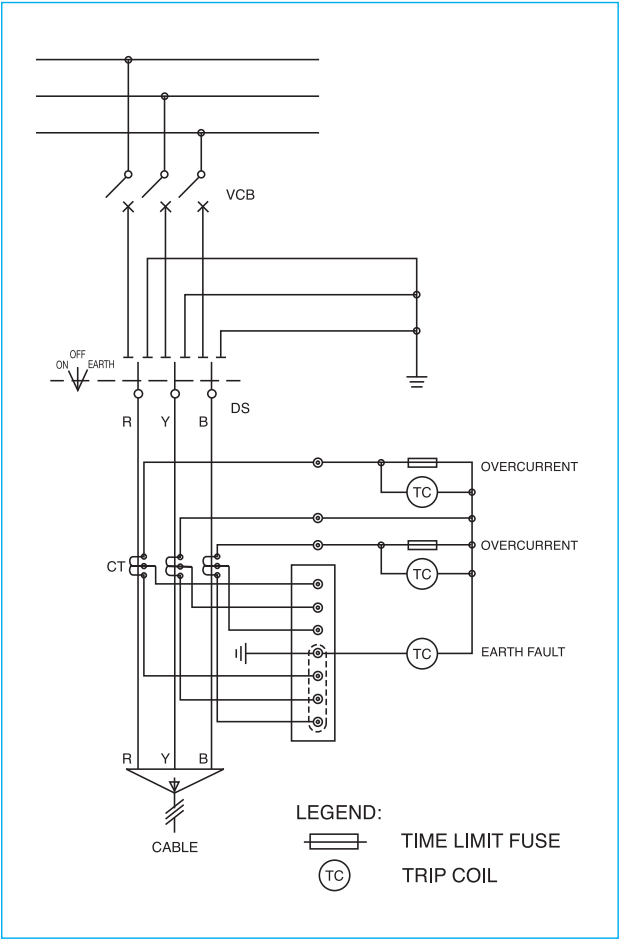 VCB
OFF
ON EARTH
DS
R Y B
OVERCURRENT
TC
OVERCURRENT
CT
TC
TC EARTH FAULT
R Y B
CABLE
LEGEND:
TIME LIMIT FUSE
TC TRIP COIL